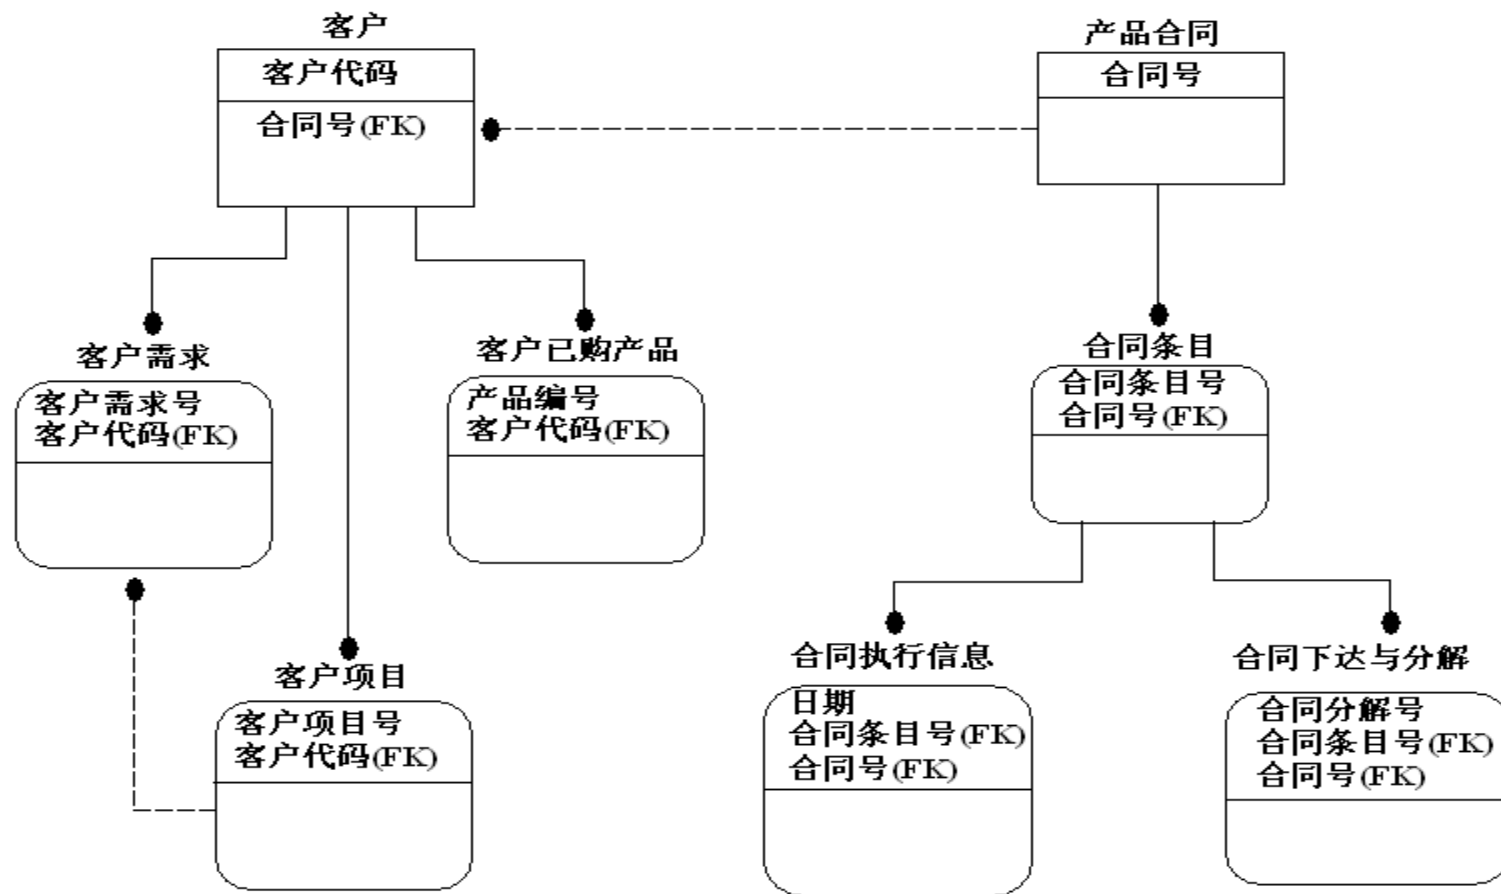 客户
客户代码
合同号(FK)
产品合同
合同号
客户需求
客户需求号
客户代码(FK)
客户已购产品
产品编号
客户代码(FK)
合同条目
合同条目号
合同号(FK)
客户项目
客户项目号
客户代码(FK)
合同执行信息
日期
合同条目号(FK)
合同号(FK)
合同下达与分解
合同分解号
合同条目号(FK)
合同号(FK)